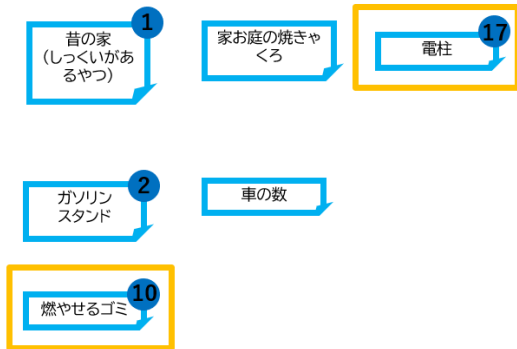 1
昔の家
(しっくいがあ
るやつ)
家お庭の焼きゃ
くろ
17
電柱
2
ガソリン
スタンド
車の数
10
燃やせるゴミ